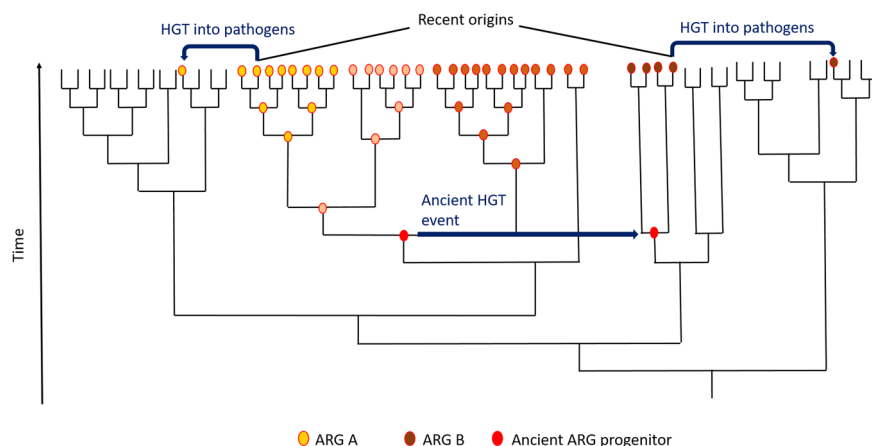 Recent origins
HGT into pathogens
HGT into pathogens
Ancient HGT
event
Time
ARG A
ARG B
Ancient ARG progenitor